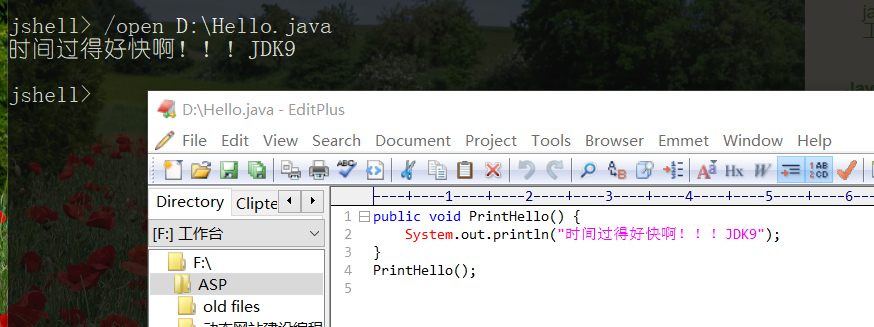 jshell> /open D:\Hello.java
时间过得好快啊！！！JDK9
jshell>
D:\Hello.java - EditPlus
File Edit View Search Document Project Tools Browser Emmet Window Help
Directory Clipte
----+----1----+----2----+----3----+----4----+----5----+----6-
[F:] 工作台
F:\
ASP
old files
1 public void PrintHello() {
2 System.out.println("时间过得好快啊！！！JDK9");
3 }
4 PrintHello();
5